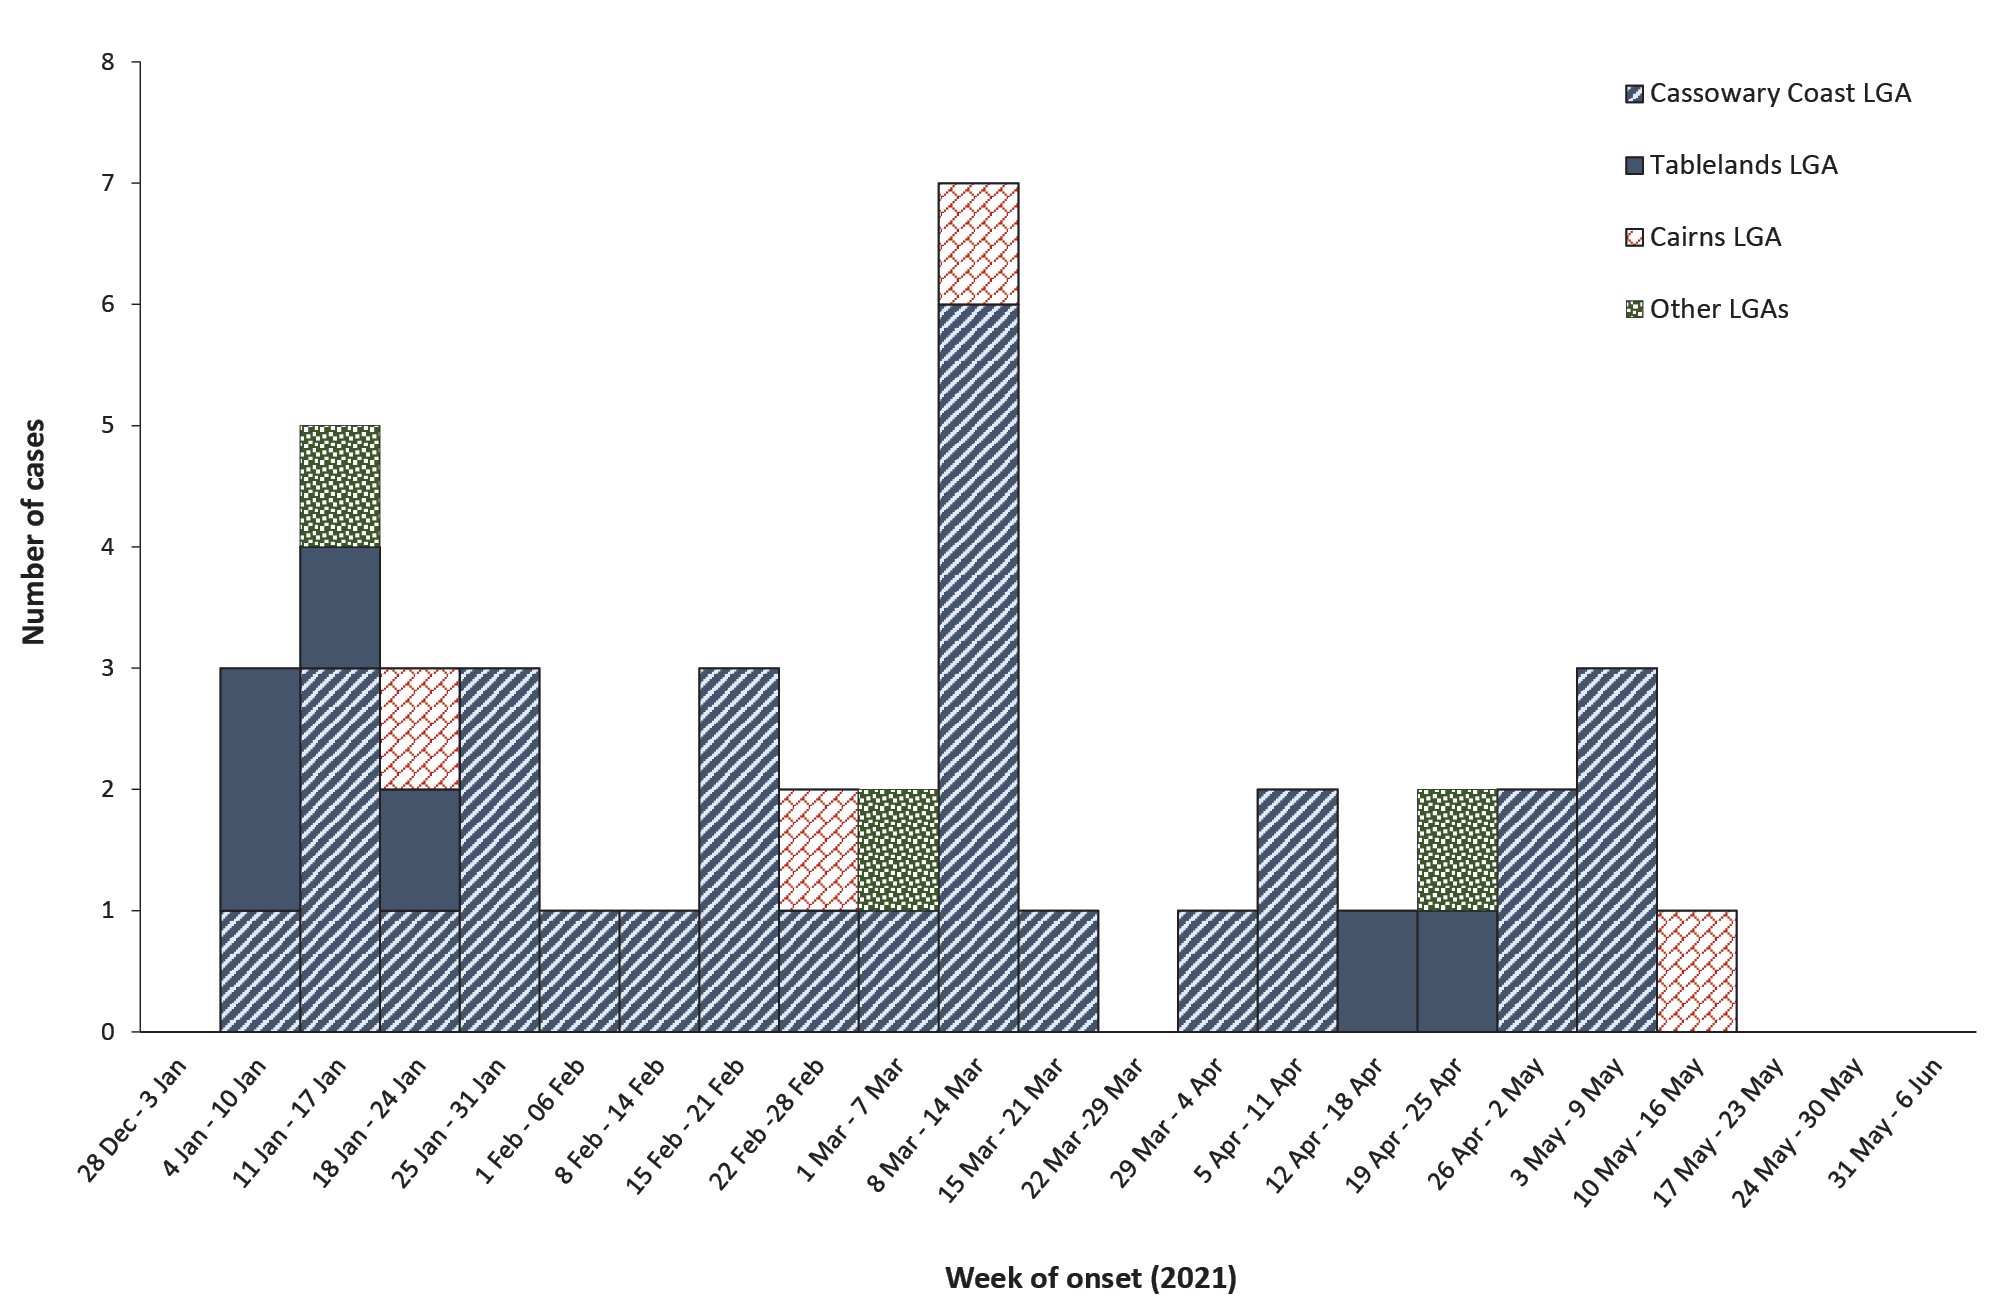 8
7
6
5
4
3
2
1
0
Number of cases
Cassowary Coast LGA
Tablelands LGA
Cairns LGA
Other LGAs
28 Dec - 3 Jan
4 Jan - 10 Jan
11 Jan - 17 Jan
18 Jan - 24 Jan
25 Jan - 31 Jan
1 Feb - 06 Feb
8 Feb - 14 Feb
15 Feb - 21 Feb
22 Feb -28 Feb
1 Mar - 7 Mar
8 Mar - 14 Mar
15 Mar - 21 Mar
22 Mar -29 Mar
29 Mar - 4 Apr
5 Apr - 11 Apr
12 Apr - 18 Apr
19 Apr - 25 Apr
26 Apr - 2 May
3 May - 9 May
10 May - 16 May
17 May - 23 May
24 May - 30 May
31 May - 6 Jun
Week of onset (2021)